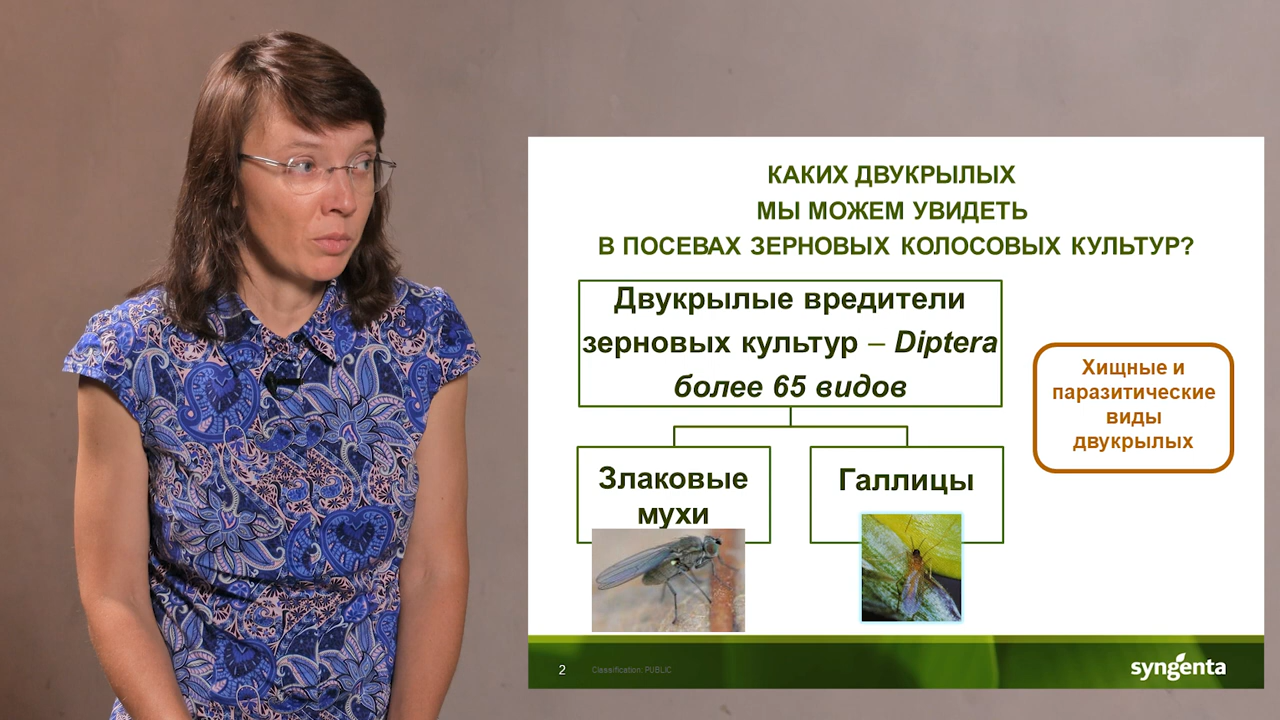 КАКИХ ДВУКРЫЛЫХ
МЫ МОЖЕМ УВИДЕТЬ
В ПОСЕВАХ ЗЕРНОВЫХ КОЛОСОВЫХ КУЛЬТУР?
Двукрылые вредители
зерновых культур – Diptera
более 65 видов
Хищные и
паразитические
виды
двукрылых
Злаковые
мухи
Галлицы
2
Classification: PUBLIC
syngenta